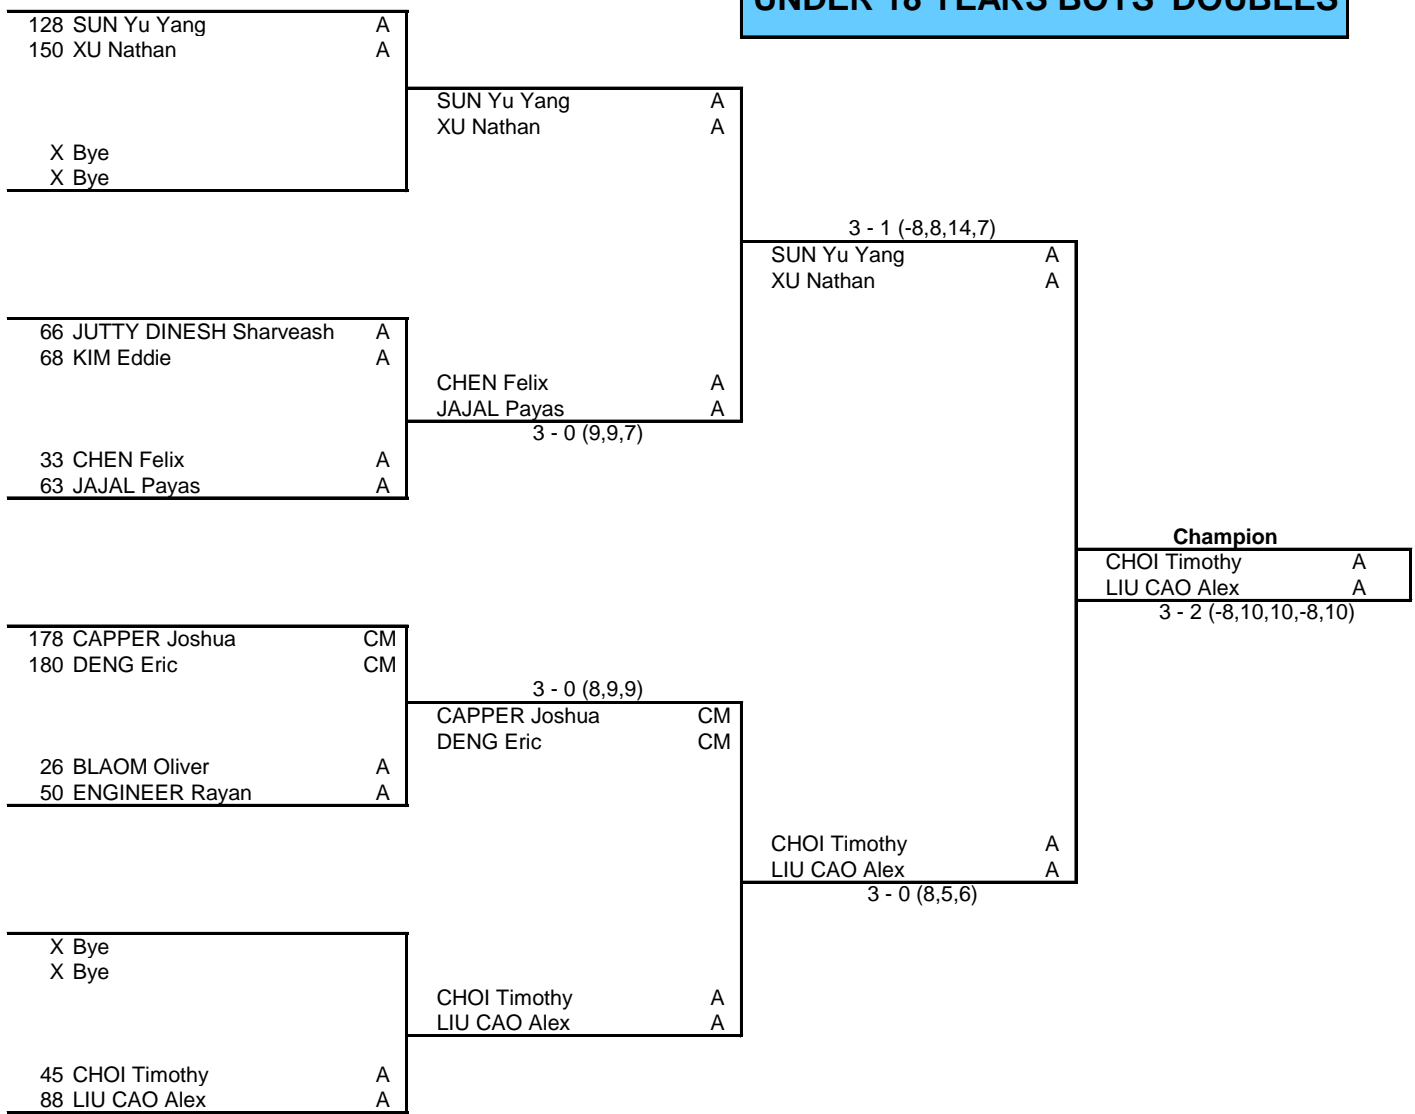 UNDER 18 YEARS BOYS' DOUBLES
128 SUN Yu Yang A
150 XU Nathan A
SUN Yu Yang A
XU Nathan A
X Bye
X Bye
3 - 1 (-8,8,14,7)
SUN Yu Yang A
XU Nathan A
66 JUTTY DINESH Sharveash A
68 KIM Eddie A
CHEN Felix A
JAJAL Payas A
3 - 0 (9,9,7)
33 CHEN Felix A
63 JAJAL Payas A
Champion
CHOI Timothy A
LIU CAO Alex A
3 - 2 (-8,10,10,-8,10)
178 CAPPER Joshua CM
180 DENG Eric CM
3 - 0 (8,9,9)
CAPPER Joshua CM
DENG Eric CM
26 BLAOM Oliver A
50 ENGINEER Rayan A
CHOI Timothy A
LIU CAO Alex A
3 - 0 (8,5,6)
X Bye
X Bye
CHOI Timothy A
LIU CAO Alex A
45 CHOI Timothy A
88 LIU CAO Alex A